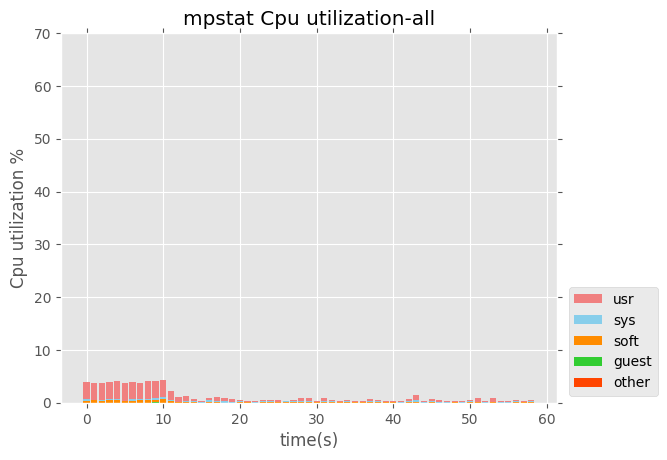 mpstat Cpu utilization-all
70
60
50
40
30
20
10
0
Cpu utilization %
0 10 20 30 40 50 60
time(s)
usr
sys
soft
guest
other